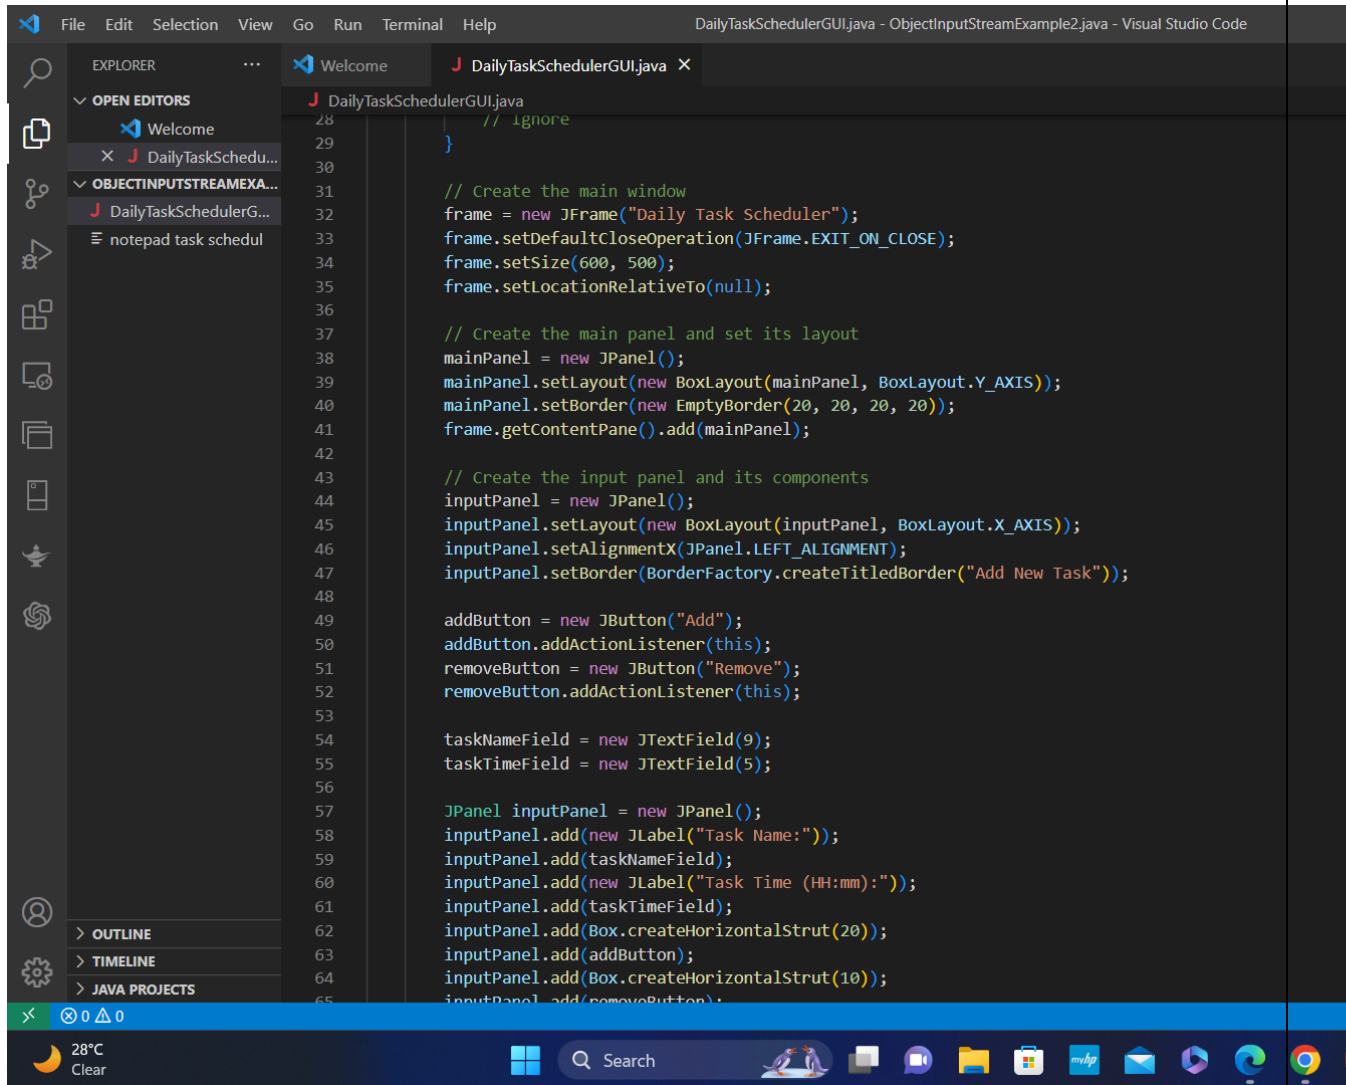 File Edit Selection View Go Run Terminal Help DailyTaskSchedulerGUI.java - ObjectInputStreamExample2.java - Visual Studio Code
EXPLORER ···
OPEN EDITORS
Welcome
DailyTaskSchedu...
OBJECTINPUTSTREAMEXA...
DailyTaskSchedulerG...
notepad task schedul
OUTLINE
TIMELINE
JAVA PROJECTS
Welcome J DailyTaskSchedulerGUI.java
J DailyTaskSchedulerGUI.java
28 // Ignore
29 }
30
31 // Create the main window
32 frame = new JFrame("Daily Task Scheduler");
33 frame.setDefaultCloseOperation(JFrame.EXIT_ON_CLOSE);
34 frame.setSize(600, 500);
35 frame.setLocationRelativeTo(null);
36
37 // Create the main panel and set its layout
38 mainPanel = new JPanel();
39 mainPanel.setLayout(new BoxLayout(mainPanel, BoxLayout.Y_AXIS));
40 mainPanel.setBorder(new EmptyBorder(20, 20, 20, 20));
41 frame.getContentPane().add(mainPanel);
42
43 // Create the input panel and its components
44 inputPanel = new JPanel();
45 inputPanel.setLayout(new BoxLayout(inputPanel, BoxLayout.X_AXIS));
46 inputPanel.setAlignmentX(JPanel.LEFT_ALIGNMENT);
47 inputPanel.setBorder(BorderFactory.createTitledBorder("Add New Task"));
48
49 addButton = new JButton("Add");
50 addButton.addActionListener(this);
51 removeButton = new JButton("Remove");
52 removeButton.addActionListener(this);
53
54 taskNameField = new JTextField(9);
55 taskTimeField = new JTextField(5);
56
57 JPanel inputPanel = new JPanel();
58 inputPanel.add(new JLabel("Task Name:"));
59 inputPanel.add(taskNameField);
60 inputPanel.add(new JLabel("Task Time (HH:mm):"));
61 inputPanel.add(taskTimeField);
62 inputPanel.add(Box.createHorizontalStrut(20));
63 inputPanel.add(addButton);
64 inputPanel.add(Box.createHorizontalStrut(10));
65 inputPanel.add(removeButton);
0 0
28°C
Clear
Search
myhp